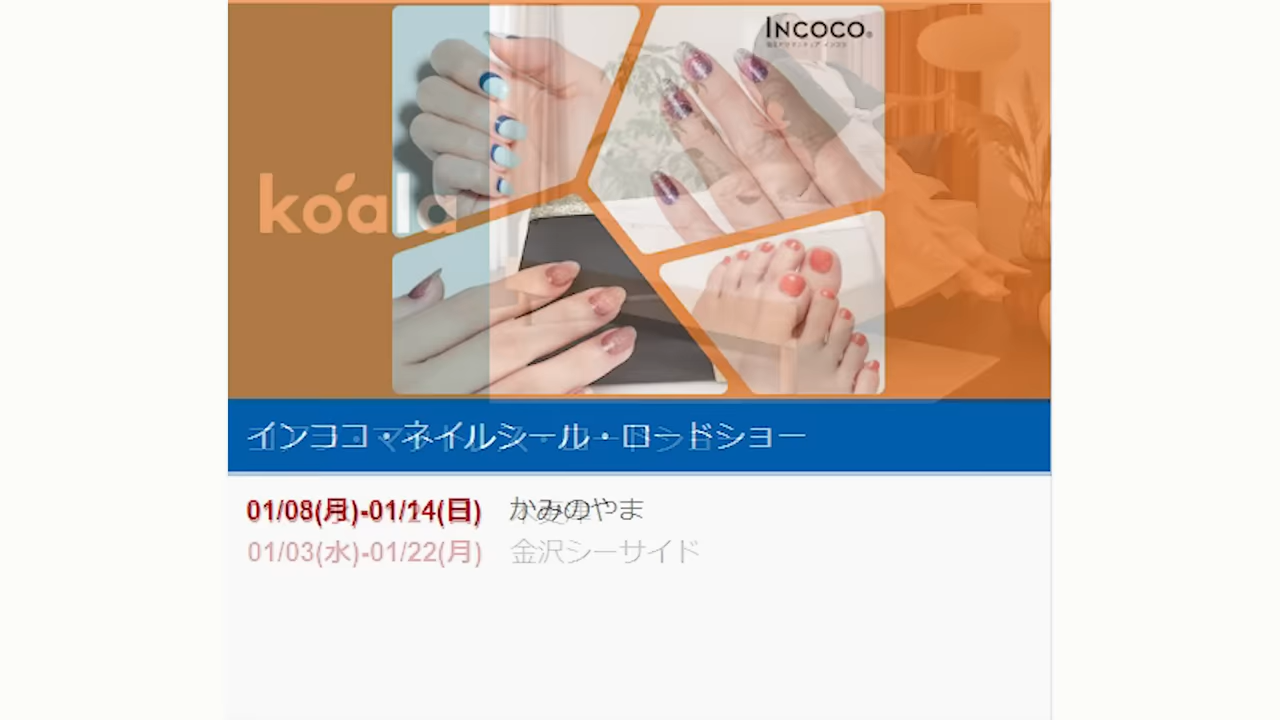 INCOCO®
koala
インココ・ネイルシール・ロードショー
01/08(月)-01/14(日) かみのやま
01/03(水)-01/22(月) 金沢シーサイド